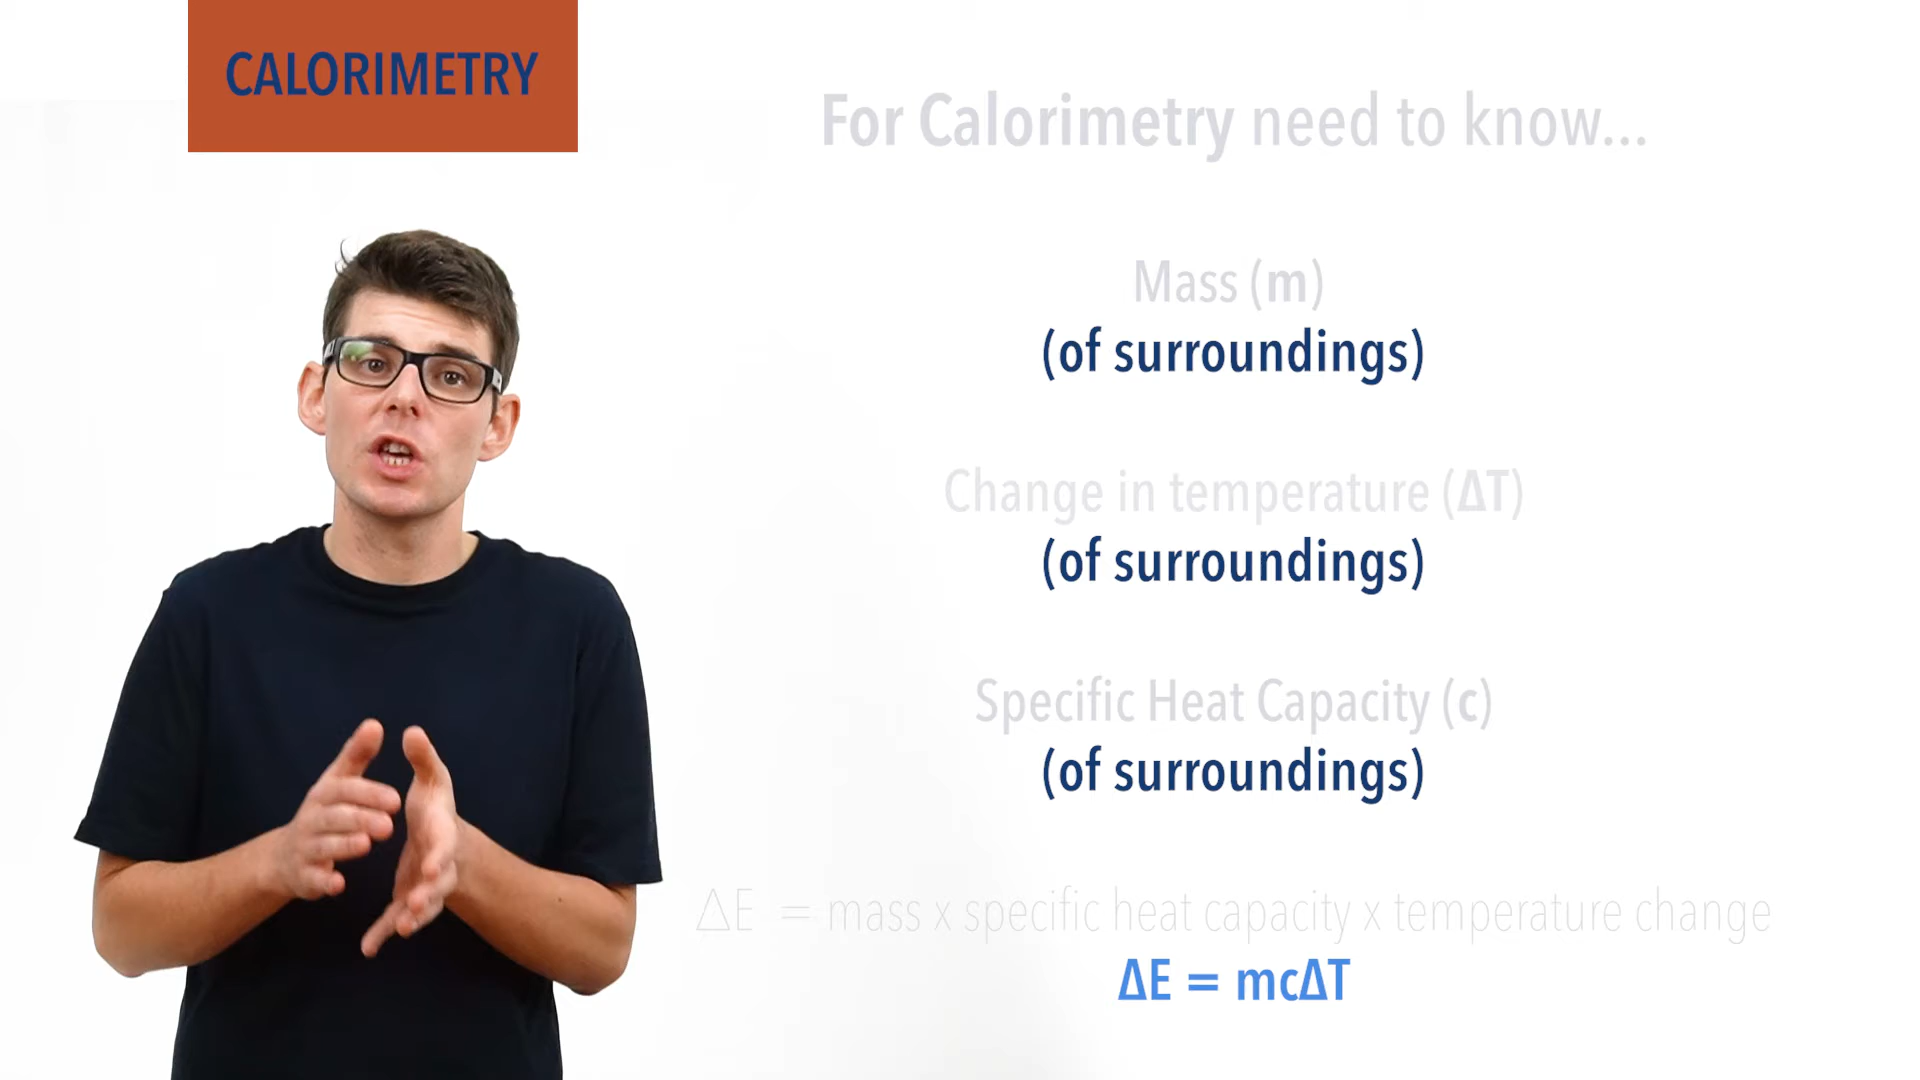 CALORIMETRY
For Calorimetry need to know...
Mass (m)
(of surroundings)
Change in temperature (ΔT)
(of surroundings)
Specific Heat Capacity (c)
(of surroundings)
ΔE = mass x specific heat capacity x temperature change
ΔE = mcΔT